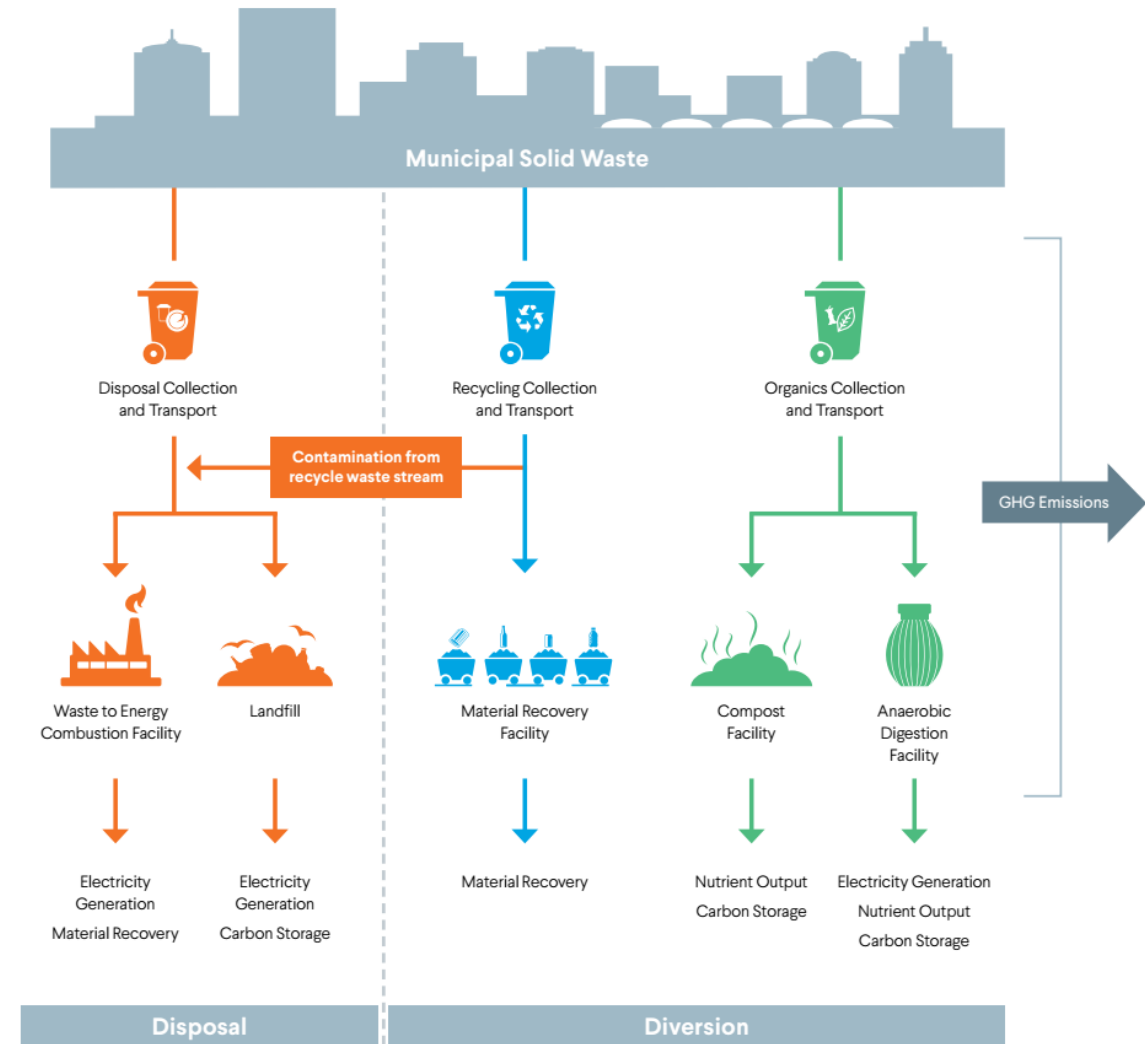 Municipal Solid Waste
Disposal Collection
and Transport
Recycling Collection
and Transport
Organics Collection
and Transport
Contamination from
recycle waste stream
GHG Emissions
Waste to Energy
Combustion Facility
Landfill
Material Recovery
Facility
Compost
Facility
Anaerobic
Digestion
Facility
Electricity
Generation
Material Recovery
Electricity
Generation
Carbon Storage
Material Recovery
Nutrient Output
Carbon Storage
Electricity Generation
Nutrient Output
Carbon Storage
Disposal
Diversion